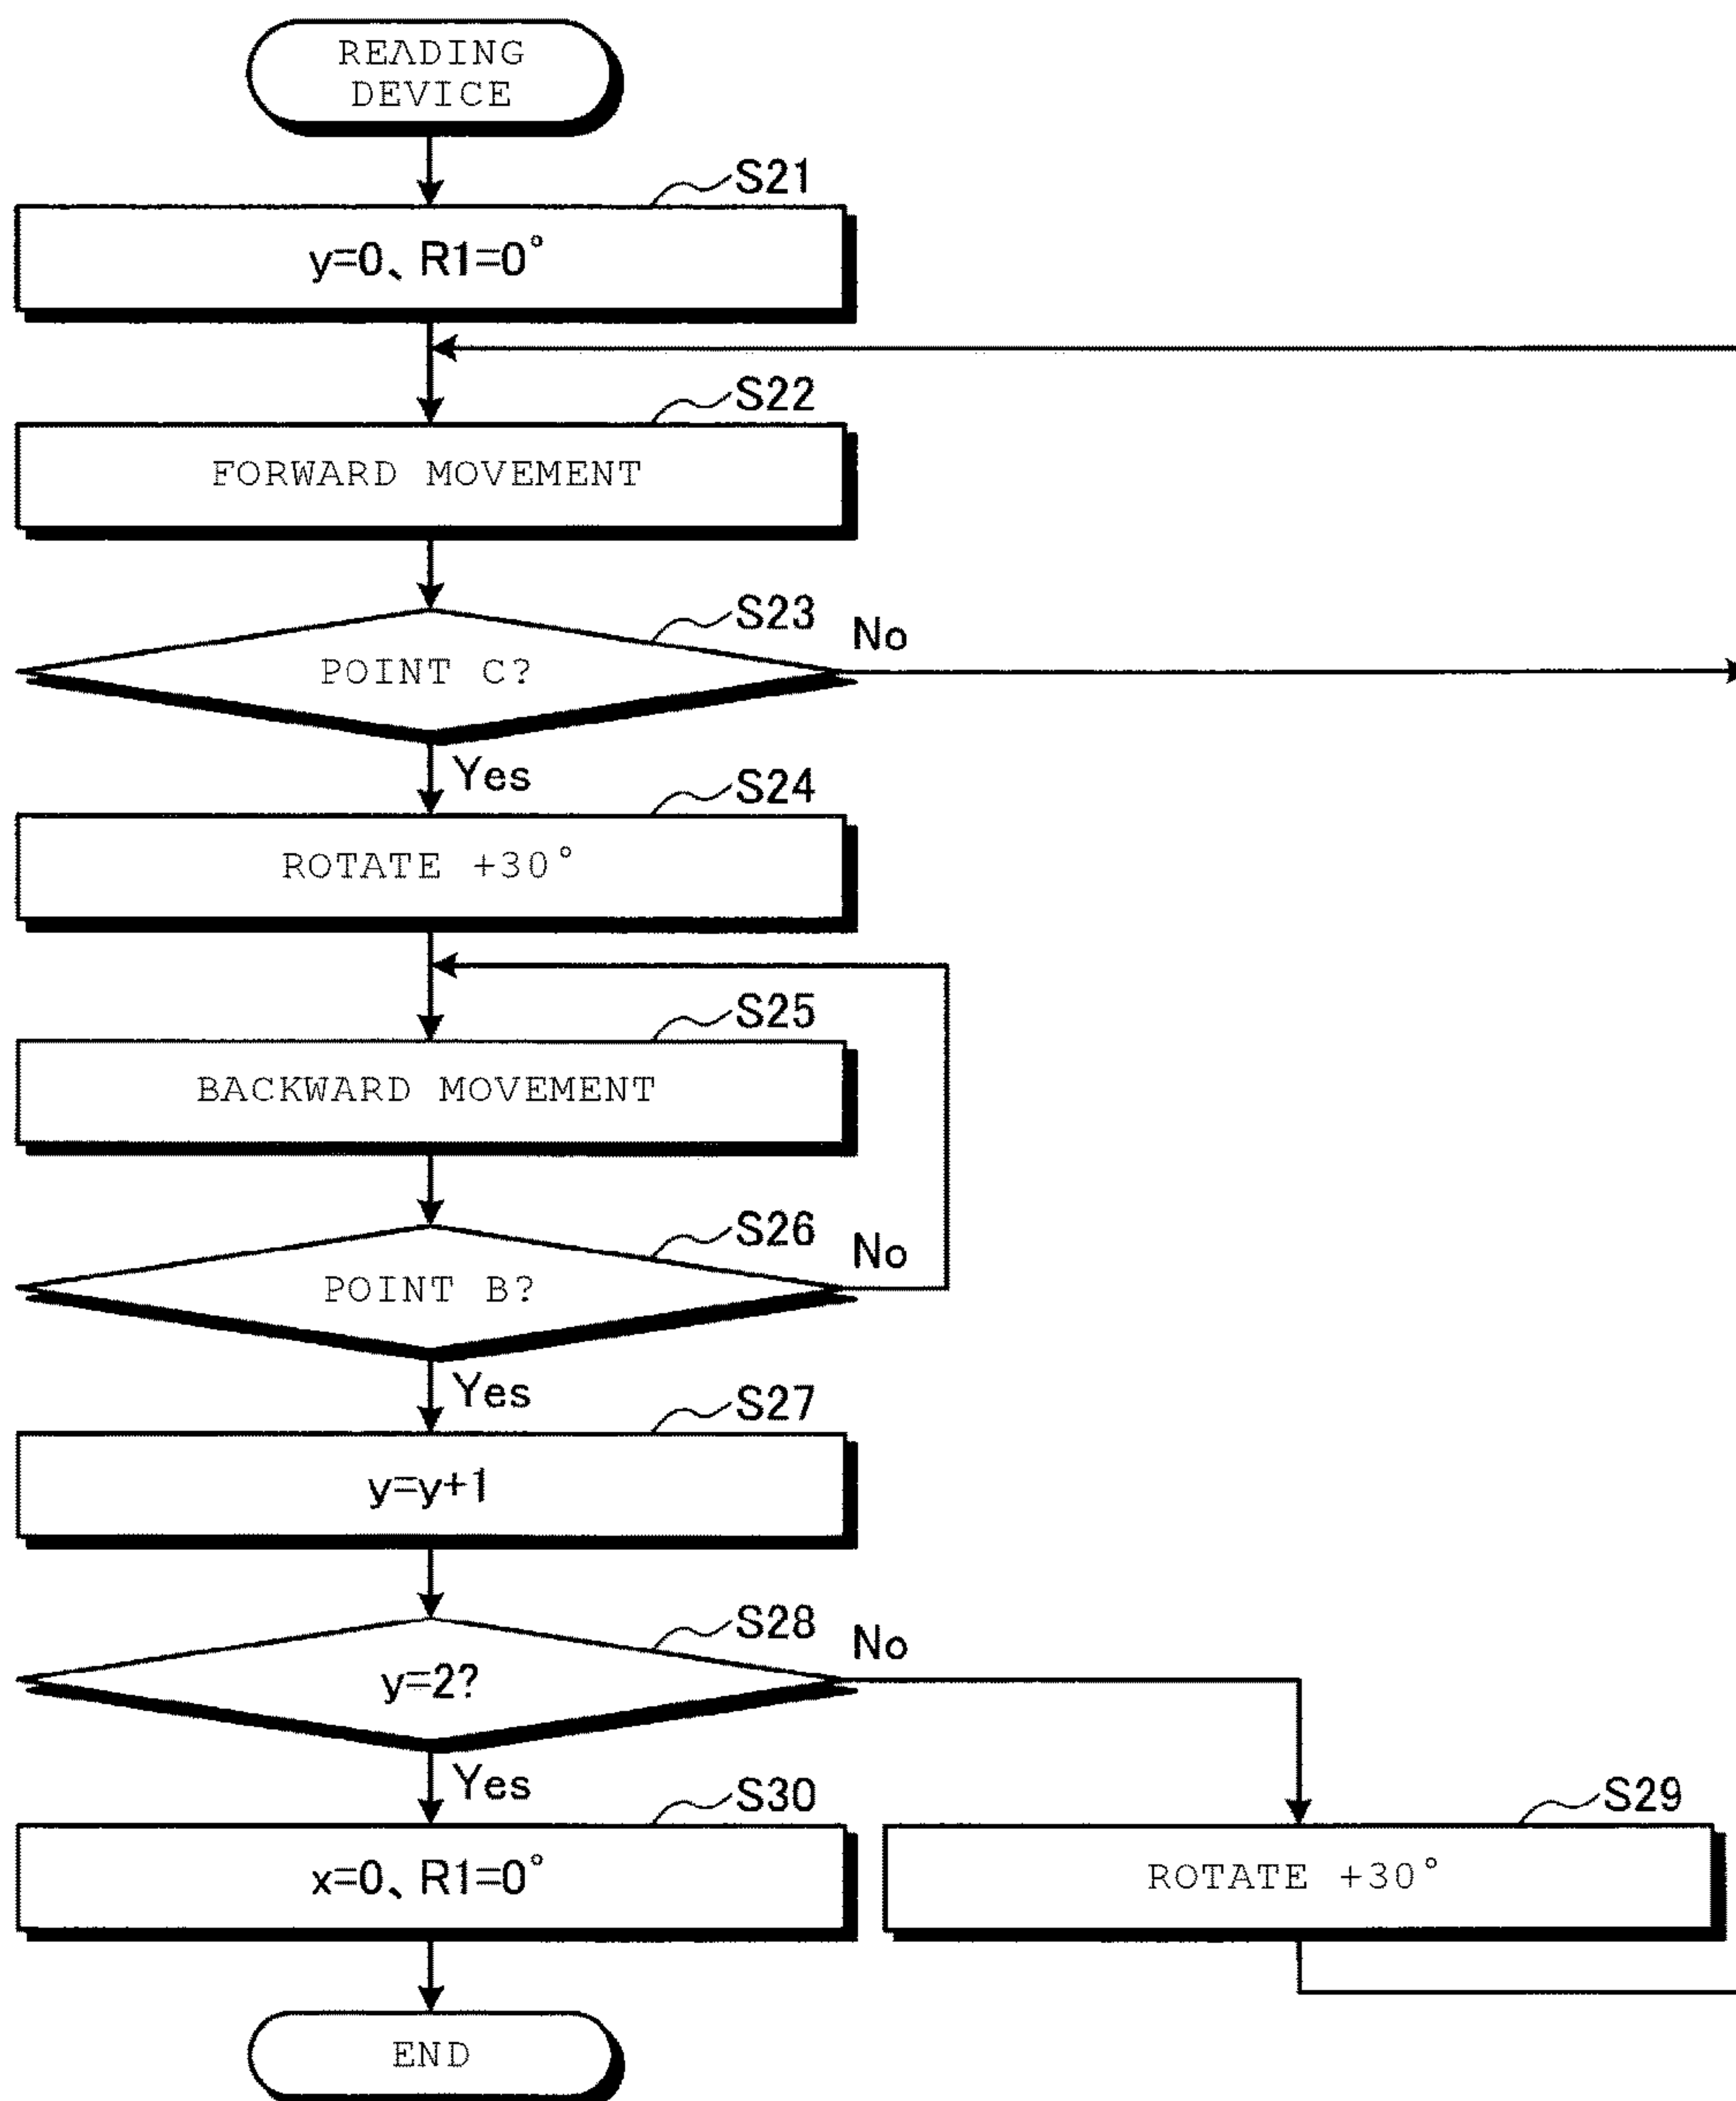 READING
DEVICE
S21
y=0、R1=0°
S22
FORWARD MOVEMENT
S23
No
POINT C?
Yes
S24
ROTATE +30°
S25
BACKWARD MOVEMENT
S26
No
POINT B?
Yes
S27
y=y+1
S28
No
y=2?
Yes
S30
x=0、R1=0°
S29
ROTATE +30°
END